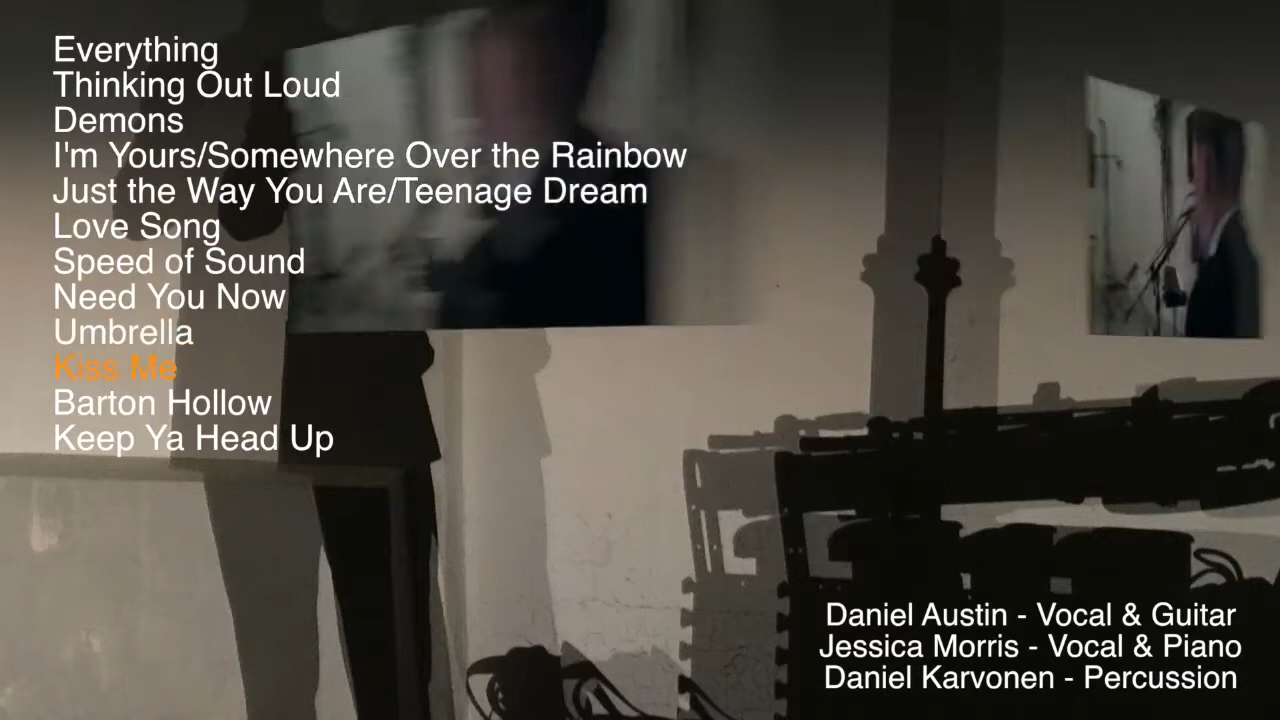 Everything
Thinking Out Loud
Demons
I'm Yours/Somewhere Over the Rainbow
Just the Way You Are/Teenage Dream
Love Song
Speed of Sound
Need You Now
Umbrella
Kiss Me
Barton Hollow
Keep Ya Head Up
Daniel Austin - Vocal & Guitar
Jessica Morris - Vocal & Piano
Daniel Karvonen - Percussion